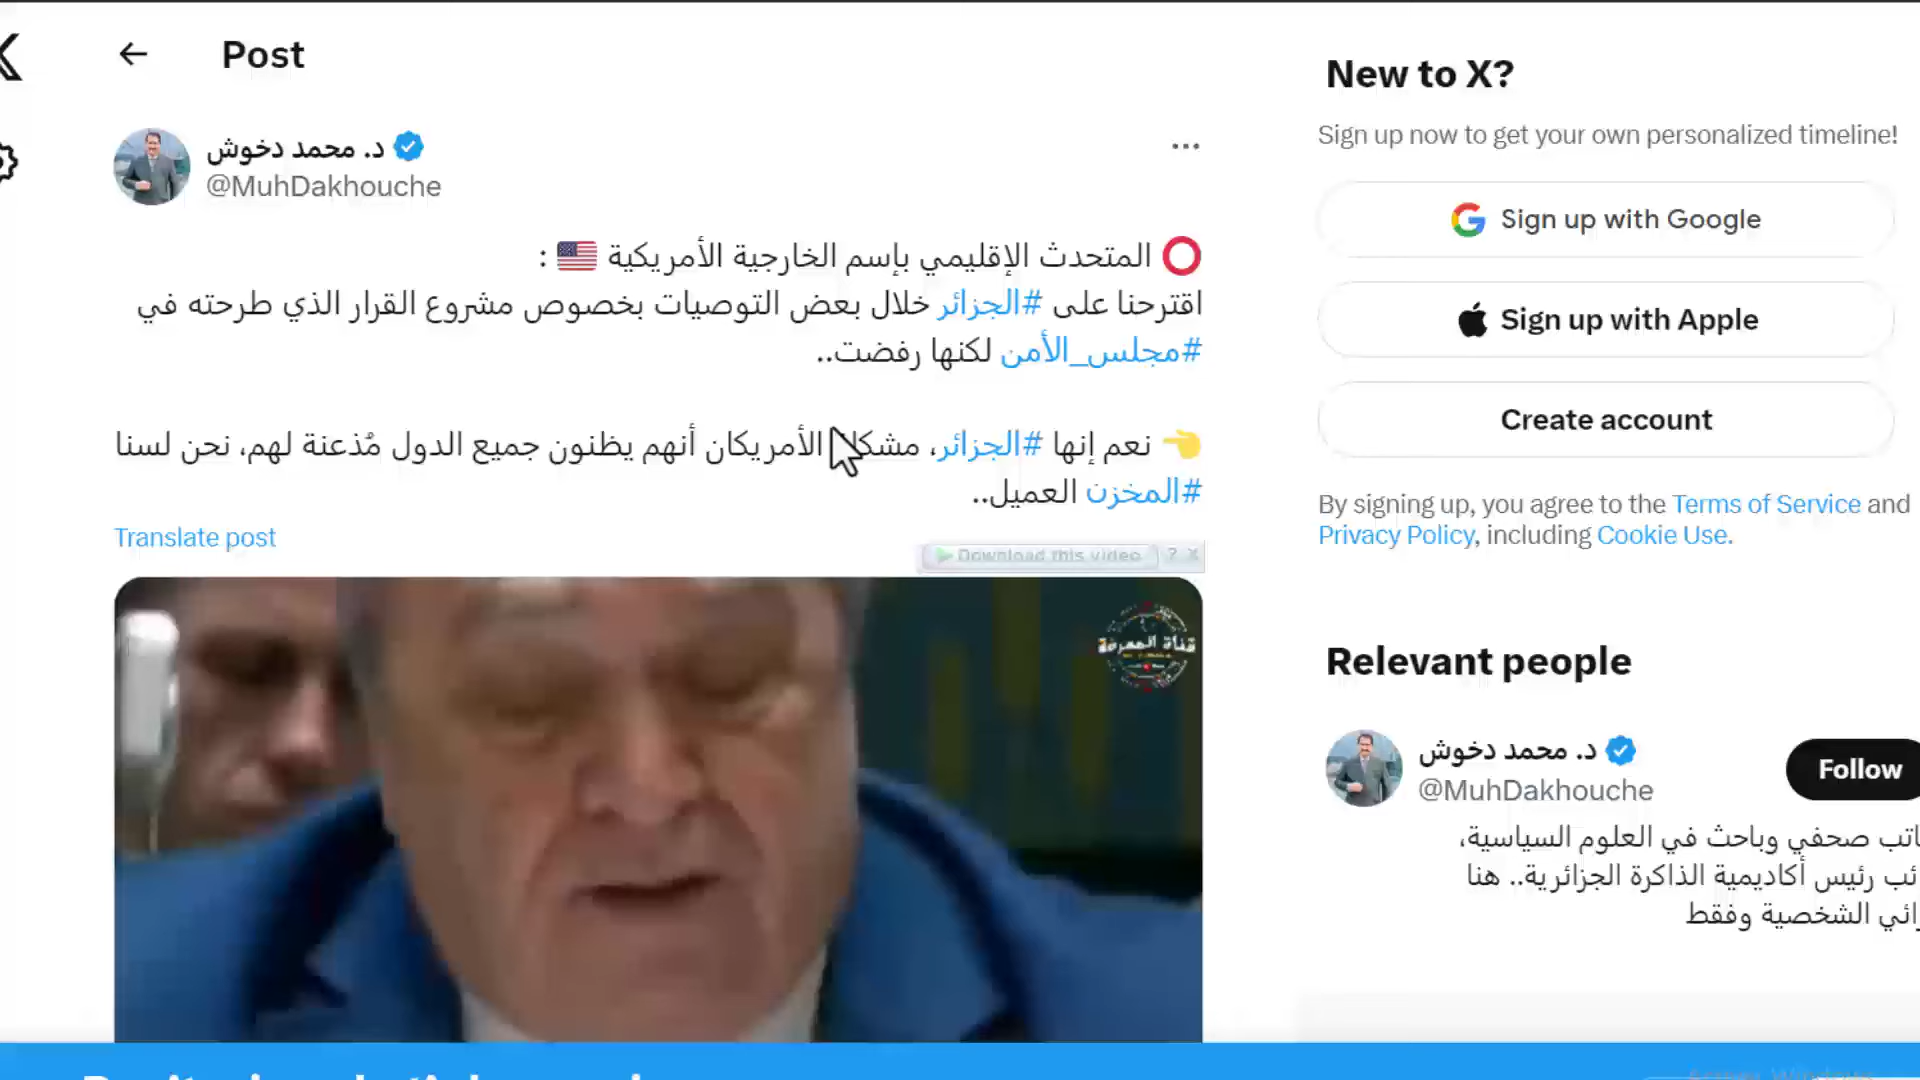 Post
د. محمد دخوش
@MuhDakhouche
المتحدث الإقليمي بإسم الخارجية الأمريكية :
اقترحنا على #الجزائر خلال بعض التوصيات بخصوص مشروع القرار الذي طرحته في
#مجلس_الأمن لكنها رفضت..
نعم إنها #الجزائر، الأمريكان أنهم يظنون جميع الدول مُذعنة لهم، نحن لسنا
#المخزن العميل..
Translate post
Download this video ? X
قناة المعرفة
New to X?
Sign up now to get your own personalized timeline!
Sign up with Google
Sign up with Apple
Create account
By signing up, you agree to the Terms of Service and
Privacy Policy, including Cookie Use.
Relevant people
د. محمد دخوش
@MuhDakhouche
Follow
صحفي وباحث في العلوم السياسية،
رئيس أكاديمية الذاكرة الجزائرية.. هنا
الشخصية وفقط